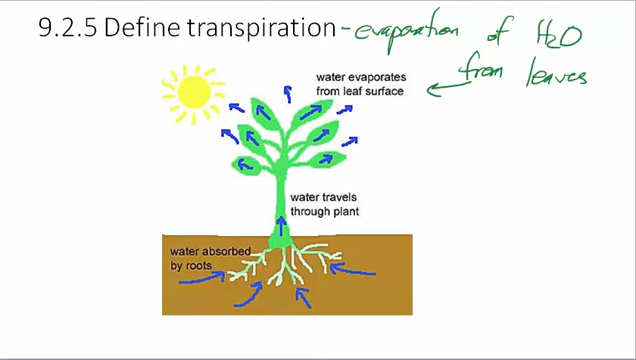 9.2.5 Define transpiration - evaporation of H2O
from leaves
water evaporates
from leaf surface
water travels
through plant
water absorbed
by roots